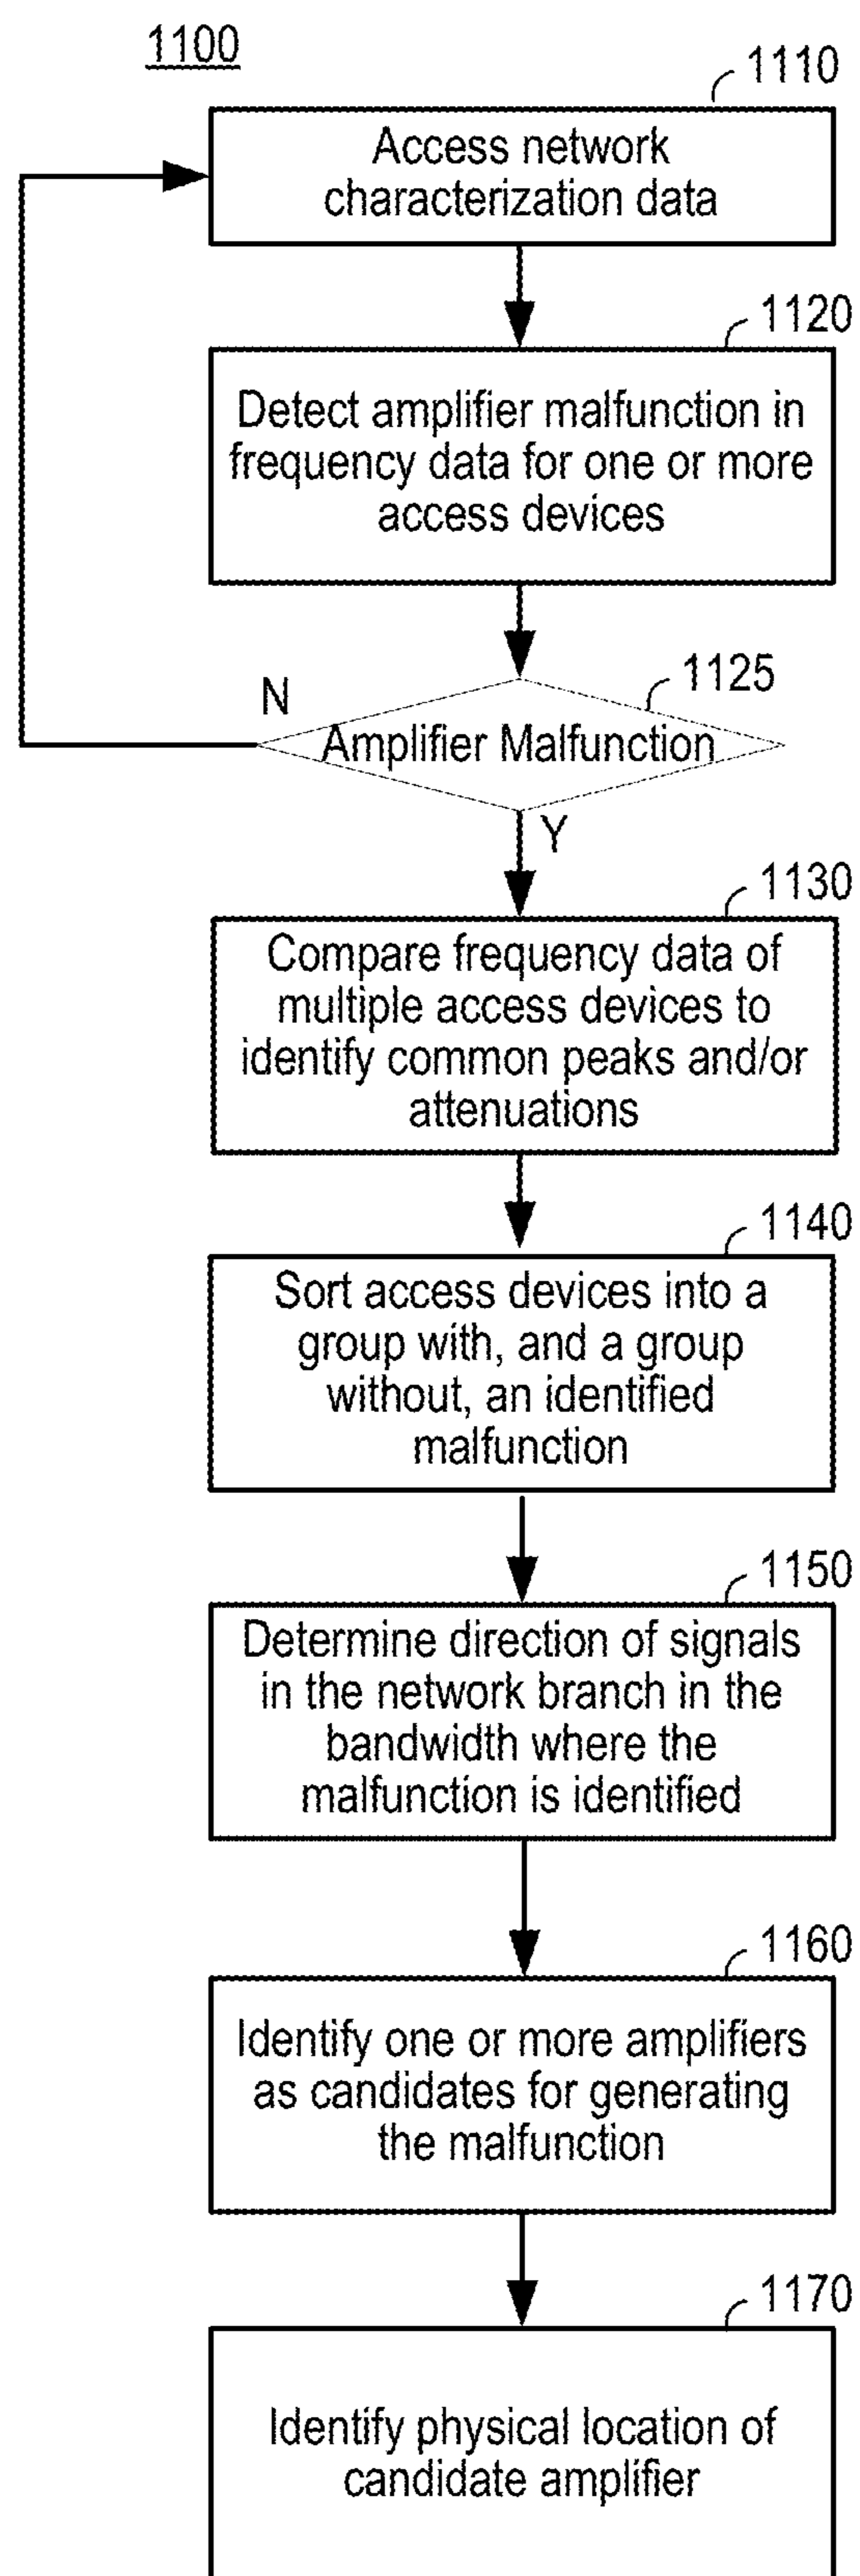 1100
1110
Access network
characterization data
1120
Detect amplifier malfunction in
frequency data for one or more
access devices
1125
N
Amplifier Malfunction
Y
1130
Compare frequency data of
multiple access devices to
identify common peaks and/or
attenuations
1140
Sort access devices into a
group with, and a group
without, an identified
malfunction
1150
Determine direction of signals
in the network branch in the
bandwidth where the
malfunction is identified
1160
Identify one or more amplifiers
as candidates for generating
the malfunction
1170
Identify physical location of
candidate amplifier